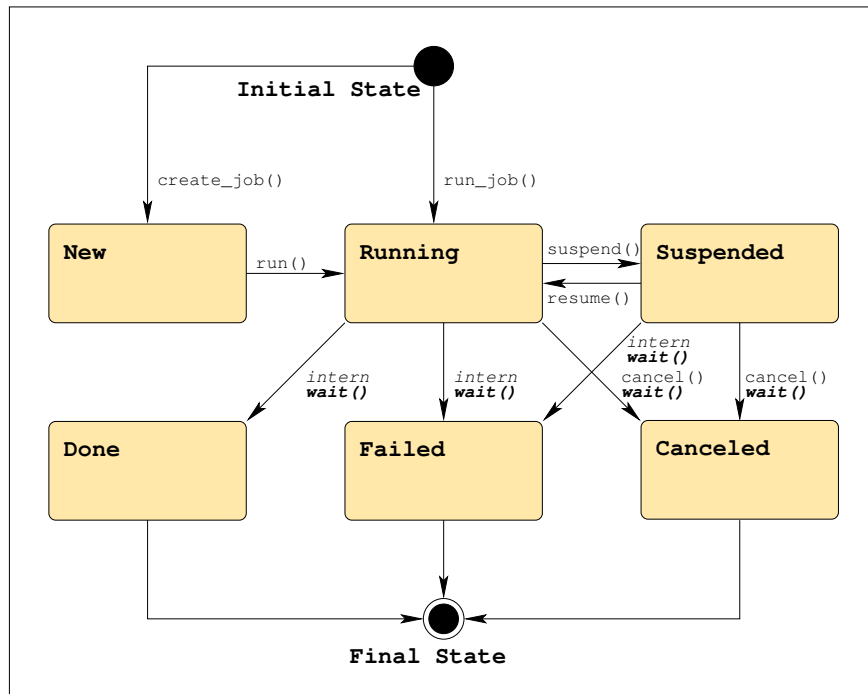 Initial State
create_job()
run_job()
New
run()
Running
suspend()
resume()
Suspended
intern
wait()
intern
wait()
intern
wait()
cancel()
wait()
cancel()
wait()
Done
Failed
Canceled
Final State